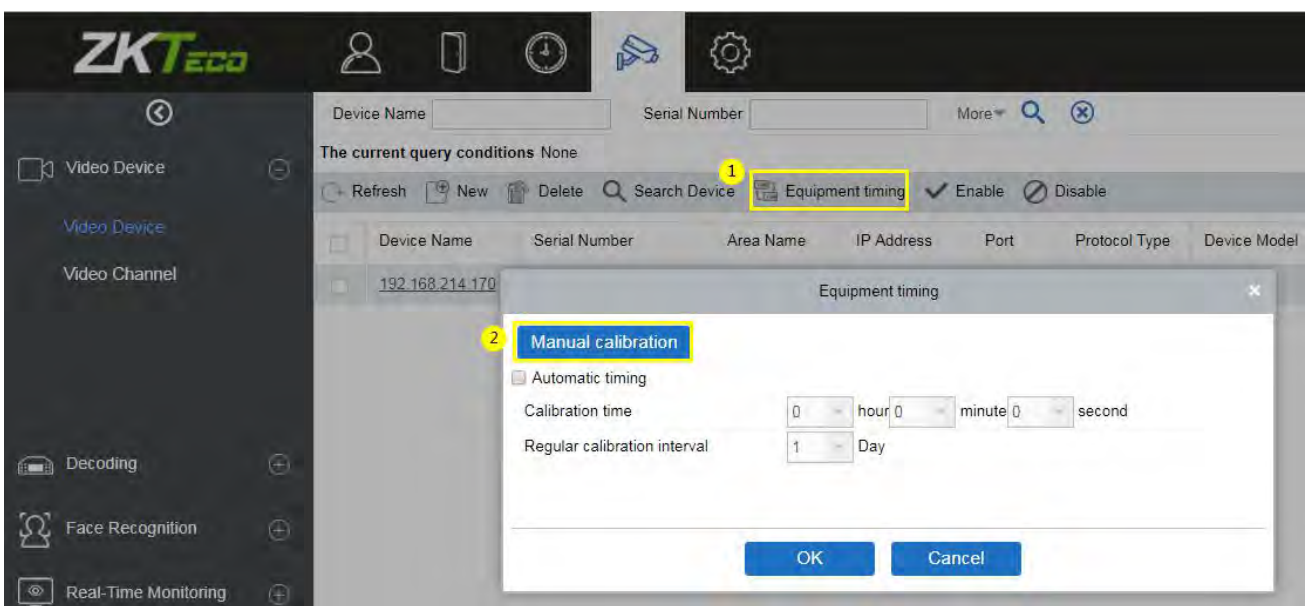 ZKTeco
Device Name Serial Number More
The current query conditions None
1
Refresh New Delete Search Device Equipment timing Enable Disable
Device Name Serial Number Area Name IP Address Port Protocol Type Device Model
192.168.214.170
Video Device
Video Device
Video Channel
Decoding
Face Recognition
Real-Time Monitoring
Equipment timing
2 Manual calibration
Automatic timing
Calibration time 0 hour 0 minute 0 second
Regular calibration interval 1 Day
OK Cancel